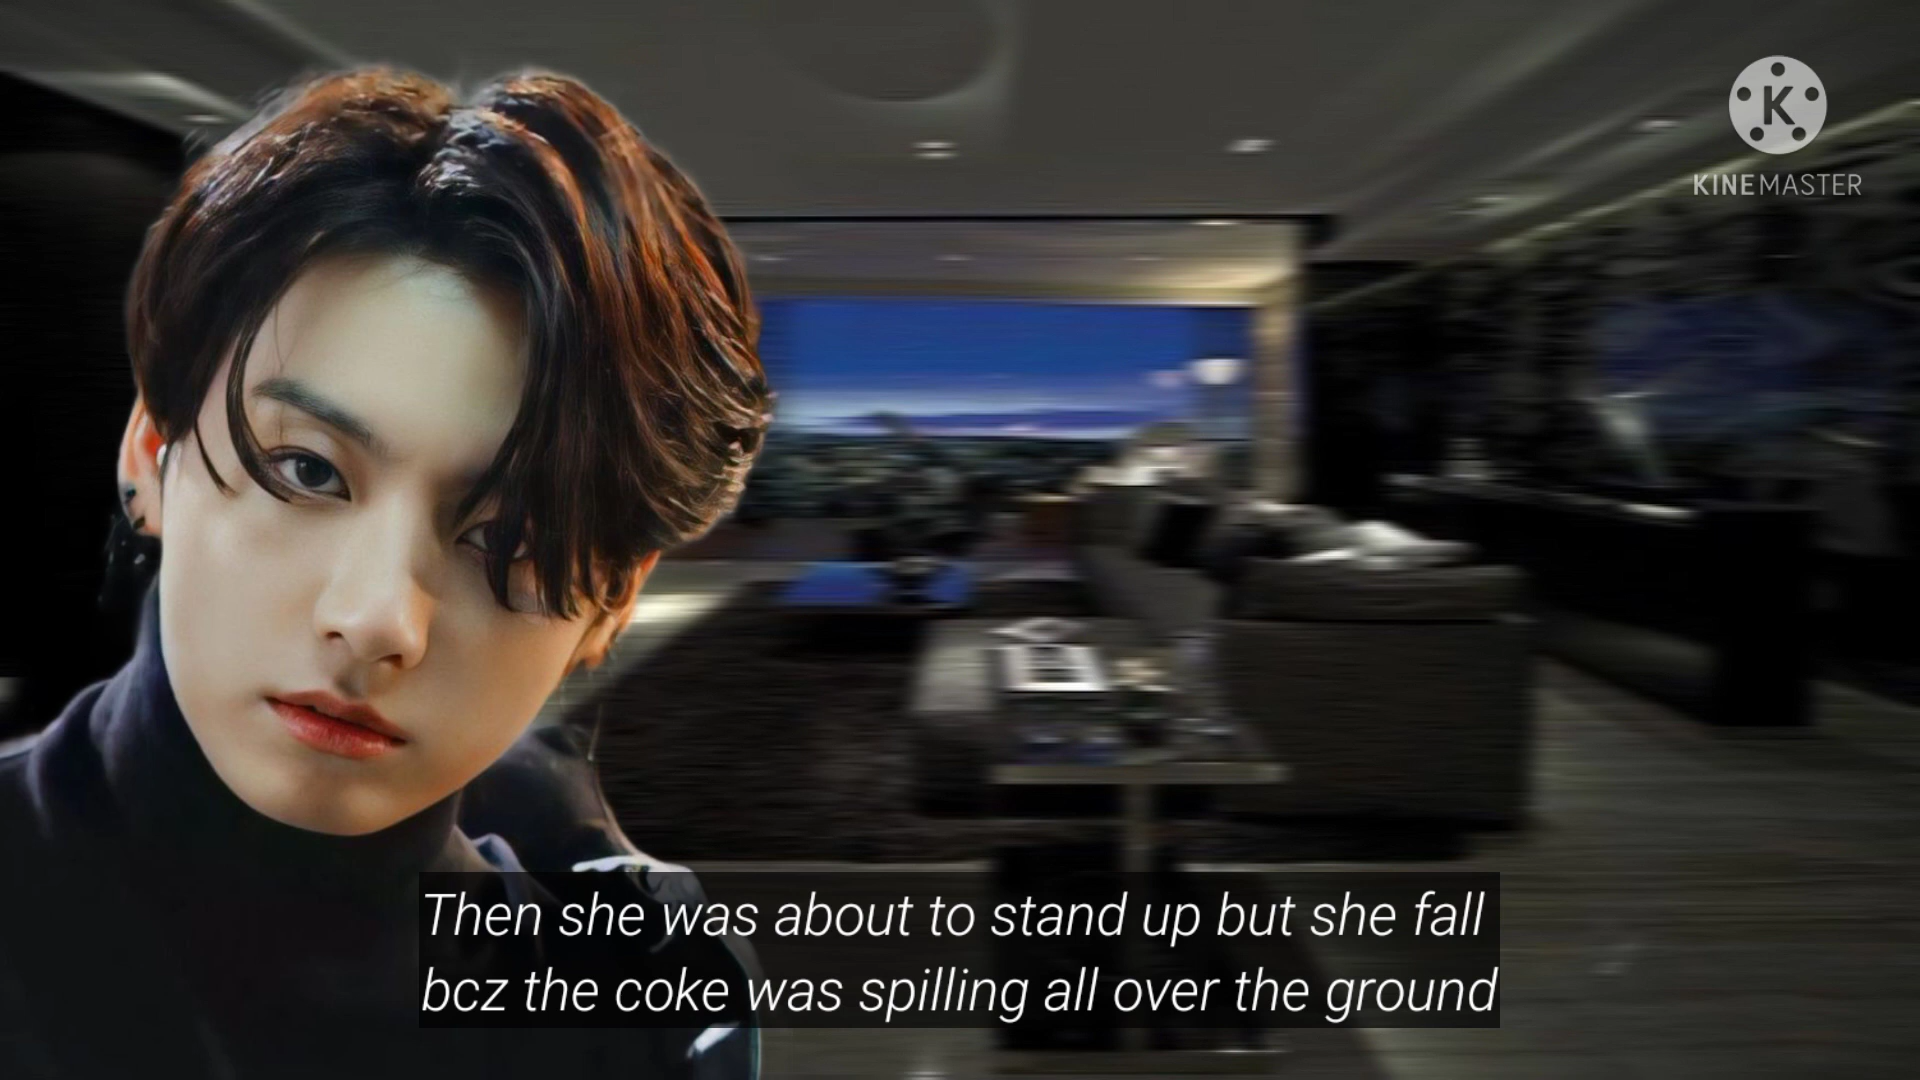 K
KINEMASTER
Then she was about to stand up but she fall
bcz the coke was spilling all over the ground